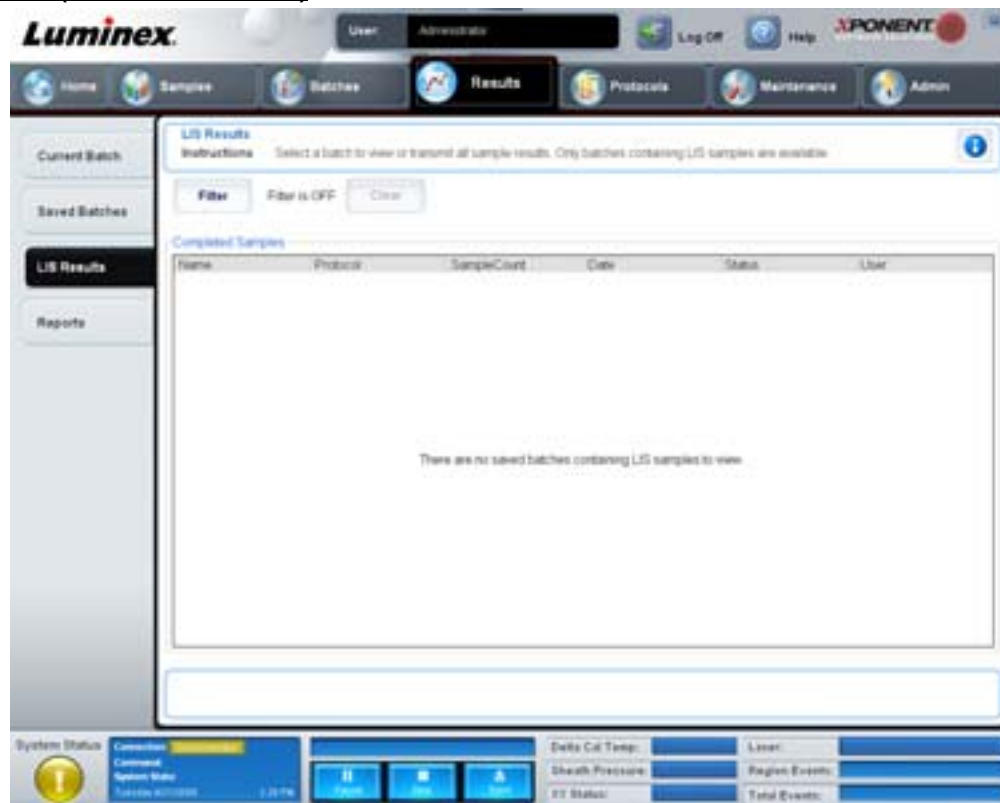 Luminex.
User: Administrator Log Off Help XPONENT
Home Samples Batches Results Protocols Maintenance Admin
Current Batch
Saved Batches
LIS Results
Reports
LIS Results
Instructions Select a batch to view or transmit all sample results. Only batches containing LIS samples are available.
Filter Filter is OFF Clear
Completed Samples
Name Protocol SampleCount Date Status User
There are no saved batches containing LIS samples to view.
System Status
Connection:
Command:
System State:
Tuesday
Delta Cal Temp: Laser:
Sheath Pressure: Region Events:
XY Status: Total Events: